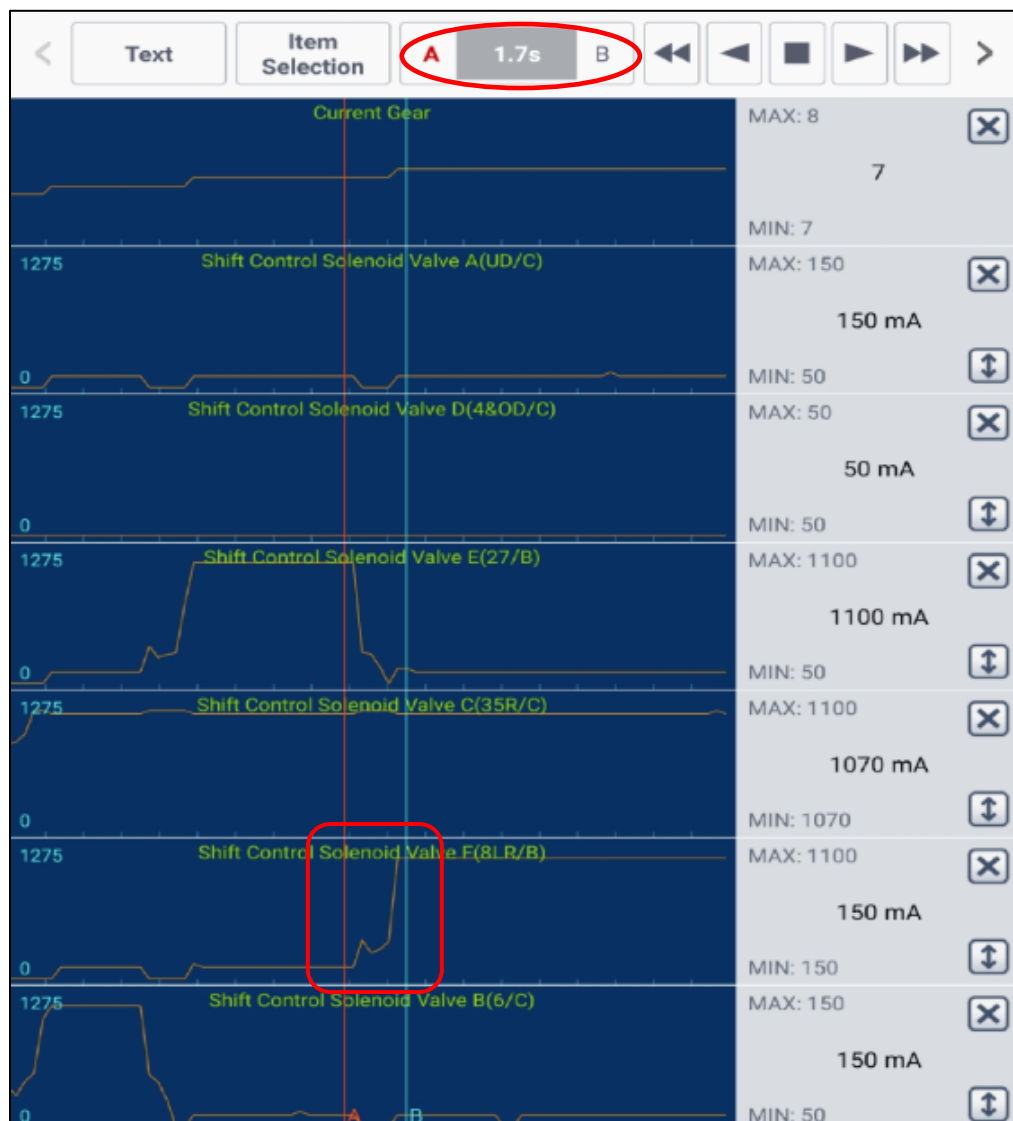 Text
Item
Selection
A 1.7s B
Current Gear
MAX: 8
7
MIN: 7
1275
Shift Control Solenoid Valve A(UD/C)
0
MAX: 150
150 mA
MIN: 50
1275
Shift Control Solenoid Valve D(4&OD/C)
0
MAX: 50
50 mA
MIN: 50
1275
Shift Control Solenoid Valve E(27/B)
0
MAX: 1100
1100 mA
MIN: 50
1275
Shift Control Solenoid Valve C(35R/C)
0
MAX: 1100
1070 mA
MIN: 1070
1275
Shift Control Solenoid Valve F(8LR/B)
0
MAX: 1100
150 mA
MIN: 150
1275
Shift Control Solenoid Valve B(6/C)
0
A B
MAX: 150
150 mA
MIN: 50